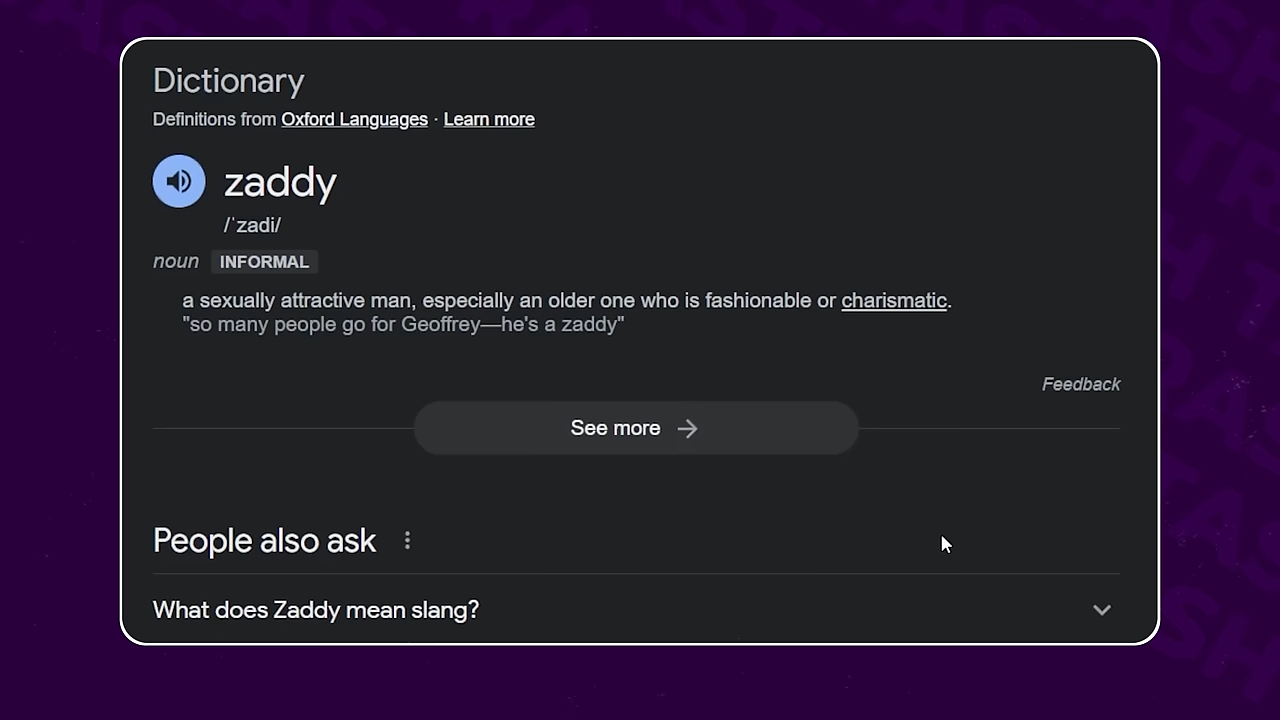 Dictionary
Definitions from Oxford Languages · Learn more
zaddy
/ˈzadi/
noun INFORMAL
a sexually attractive man, especially an older one who is fashionable or charismatic.
"so many people go for Geoffrey—he's a zaddy"
Feedback
See more
People also ask
What does Zaddy mean slang?